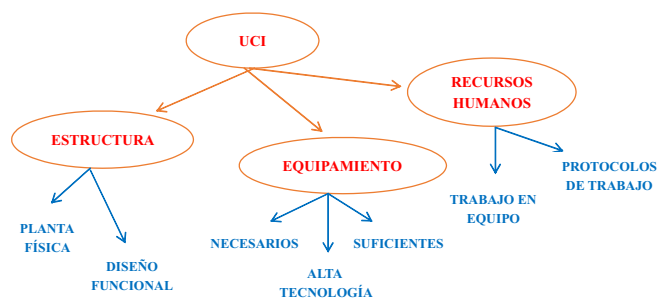 UCI
RECURSOS
HUMANOS
ESTRUCTURA
EQUIPAMIENTO
PROTOCOLOS
DE TRABAJO
TRABAJO EN
EQUIPO
PLANTA
FÍSICA
NECESARIOS
SUFICIENTES
DISEÑO
FUNCIONAL
ALTA
TECNOLOGÍA